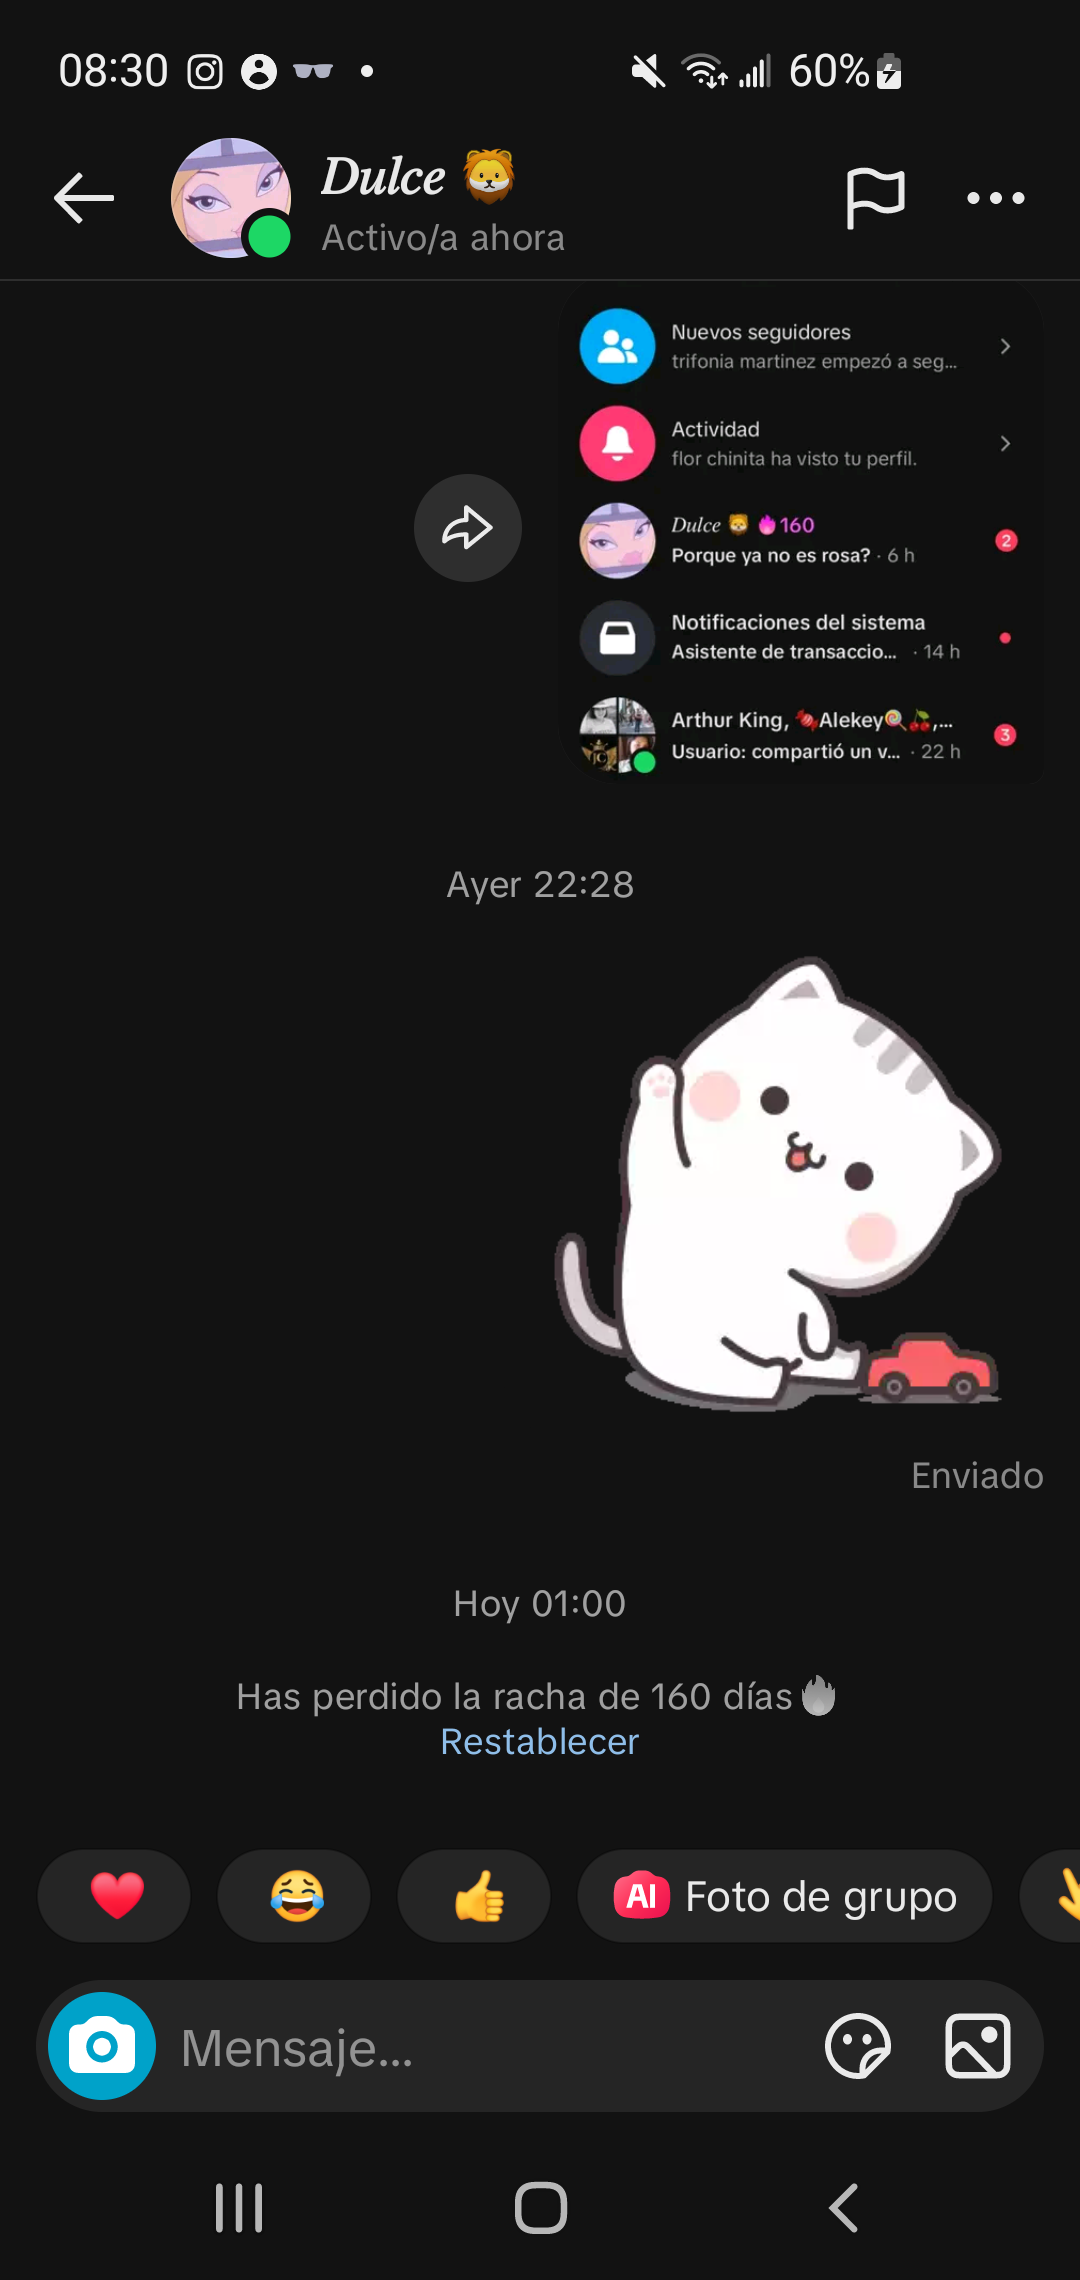 08:30
60%
Dulce 🦁
Activo/a ahora
Nuevos seguidores
trifonia martinez empezó a seg...
Actividad
flor chinita ha visto tu perfil.
Dulce 🦁 160
Porque ya no es rosa? · 6 h
2
Notificaciones del sistema
Asistente de transaccio... · 14 h
Arthur King, 🍬Alekey🍭🍒,...
Usuario: compartió un v... · 22 h
3
JC
Ayer 22:28
Enviado
Hoy 01:00
Has perdido la racha de 160 días
Restablecer
AI Foto de grupo
Mensaje...